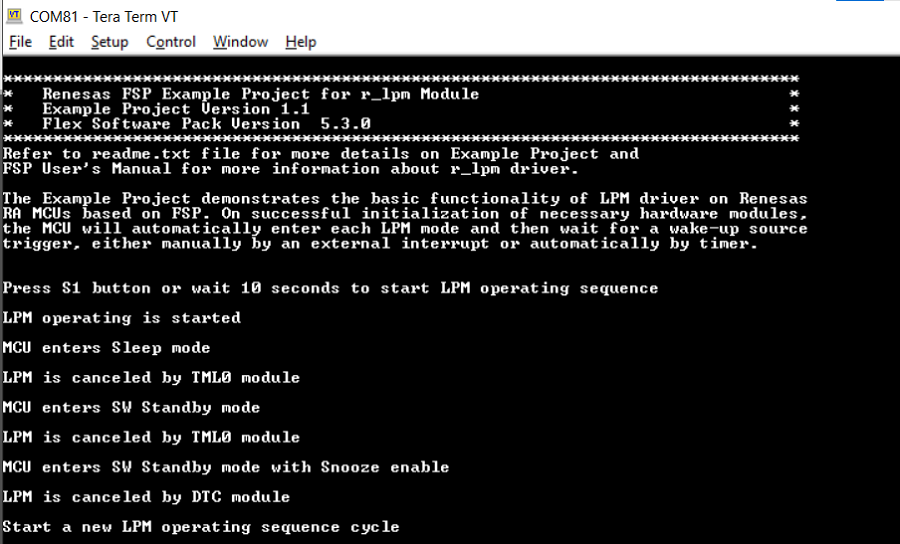 COM81 - Tera Term VT
File Edit Setup Control Window Help
********************************************************************************
* Renesas FSP Example Project for r_lpm Module *
* Example Project Version 1.1 *
* Flex Software Pack Version 5.3.0 *
********************************************************************************
Refer to readme.txt file for more details on Example Project and
FSP User's Manual for more information about r_lpm driver.
The Example Project demonstrates the basic functionality of LPM driver on Renesas
RA MCUs based on FSP. On successful initialization of necessary hardware modules,
the MCU will automatically enter each LPM mode and then wait for a wake-up source
trigger, either manually by an external interrupt or automatically by timer.
Press S1 button or wait 10 seconds to start LPM operating sequence
LPM operating is started
MCU enters Sleep mode
LPM is canceled by TML0 module
MCU enters SW Standby mode
LPM is canceled by TML0 module
MCU enters SW Standby mode with Snooze enable
LPM is canceled by DTC module
Start a new LPM operating sequence cycle